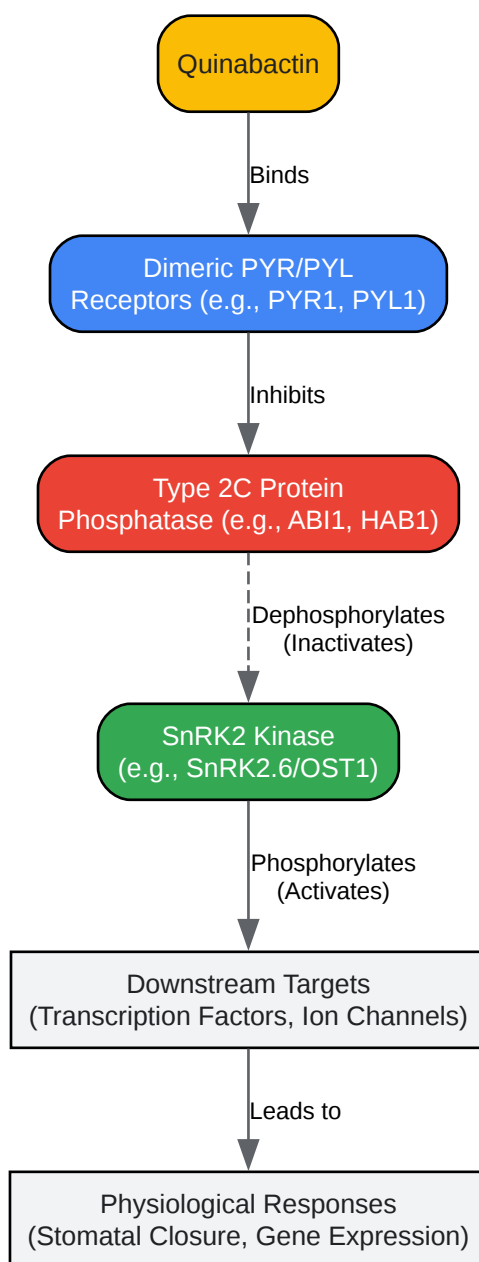 Quinabactin
Binds
Dimeric PYR/PYL
Receptors (e.g., PYR1, PYL1)
Inhibits
Type 2C Protein
Phosphatase (e.g., ABI1, HAB1)
Dephosphorylates
(Inactivates)
SnRK2 Kinase
(e.g., SnRK2.6/OST1)
Phosphorylates
(Activates)
Downstream Targets
(Transcription Factors, Ion Channels)
Leads to
Physiological Responses
(Stomatal Closure, Gene Expression)